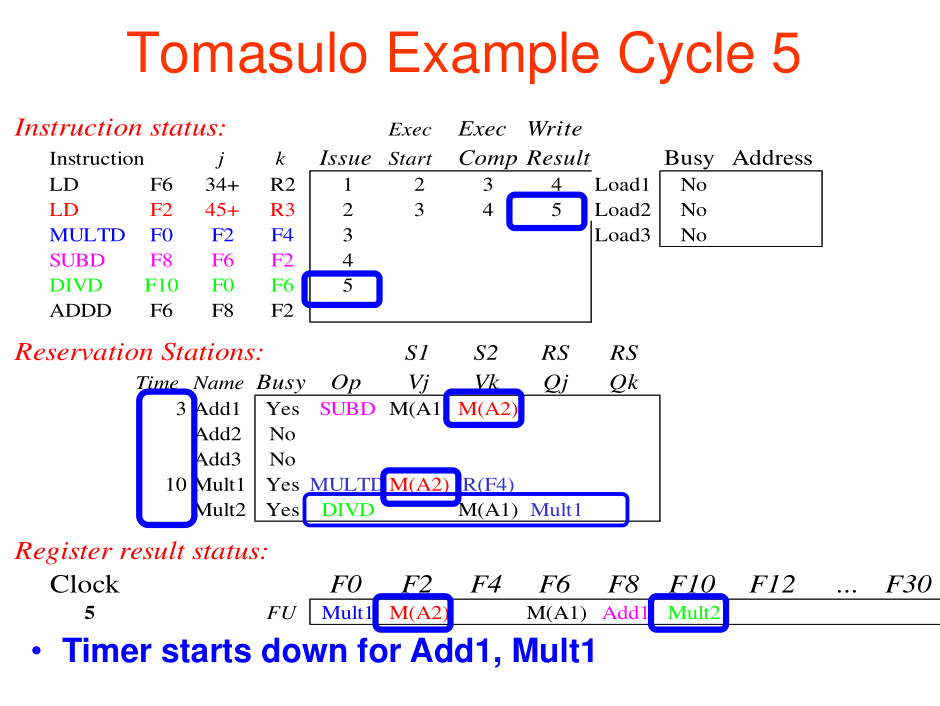 Tomasulo Example Cycle 5
Instruction status: Exec Exec Write
Instruction j k Issue Start Comp Result Busy Address
LD F6 34+ R2 1 2 3 4 Load1 No
LD F2 45+ R3 2 3 4 5 Load2 No
MULTD F0 F2 F4 3 Load3 No
SUBD F8 F6 F2 4
DIVD F10 F0 F6 5
ADDD F6 F8 F2
Reservation Stations: S1 S2 RS RS
Time Name Busy Op Vj Vk Qj Qk
3 Add1 Yes SUBD M(A1 M(A2)
Add2 No
Add3 No
10 Mult1 Yes MULTD M(A2) R(F4)
Mult2 Yes DIVD M(A1) Mult1
Register result status:
Clock F0 F2 F4 F6 F8 F10 F12 ... F30
5 FU Mult1 M(A2) M(A1) Add1 Mult2
• Timer starts down for Add1, Mult1